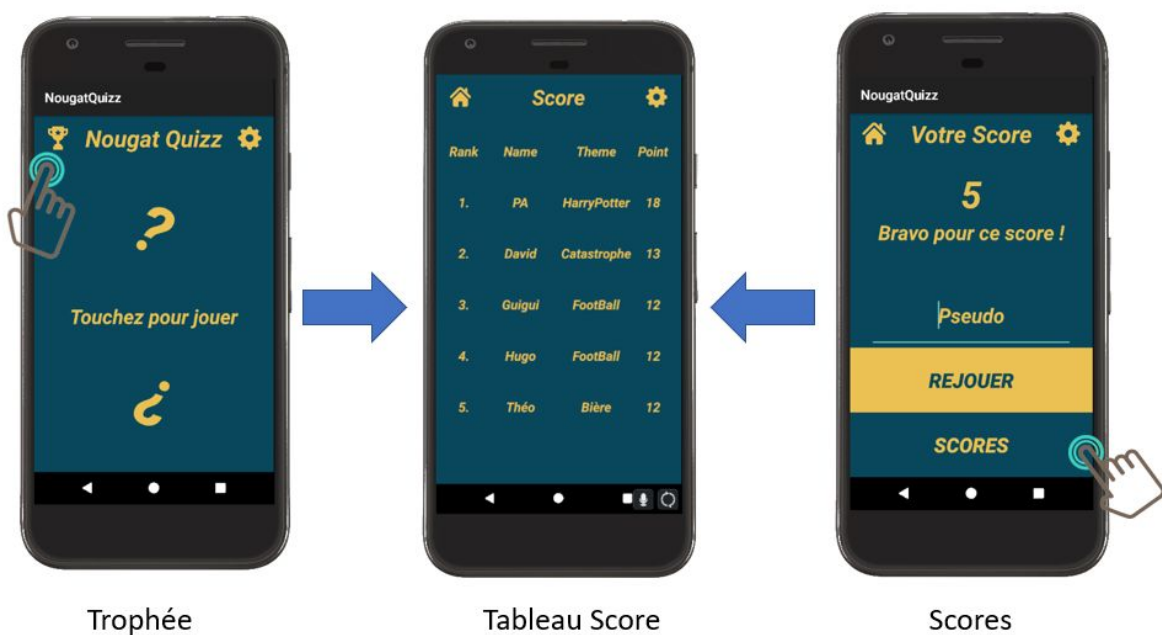 NougatQuizz
Nougat Quizz
?
Touchez pour jouer
¿
Score
Rank Name Theme Point
1. PA HarryPotter 18
2. David Catastrophe 13
3. Guigui FootBall 12
4. Hugo FootBall 12
5. Théo Bière 12
NougatQuizz
Votre Score
5
Bravo pour ce score !
Pseudo
REJOUER
SCORES
Trophée
Tableau Score
Scores